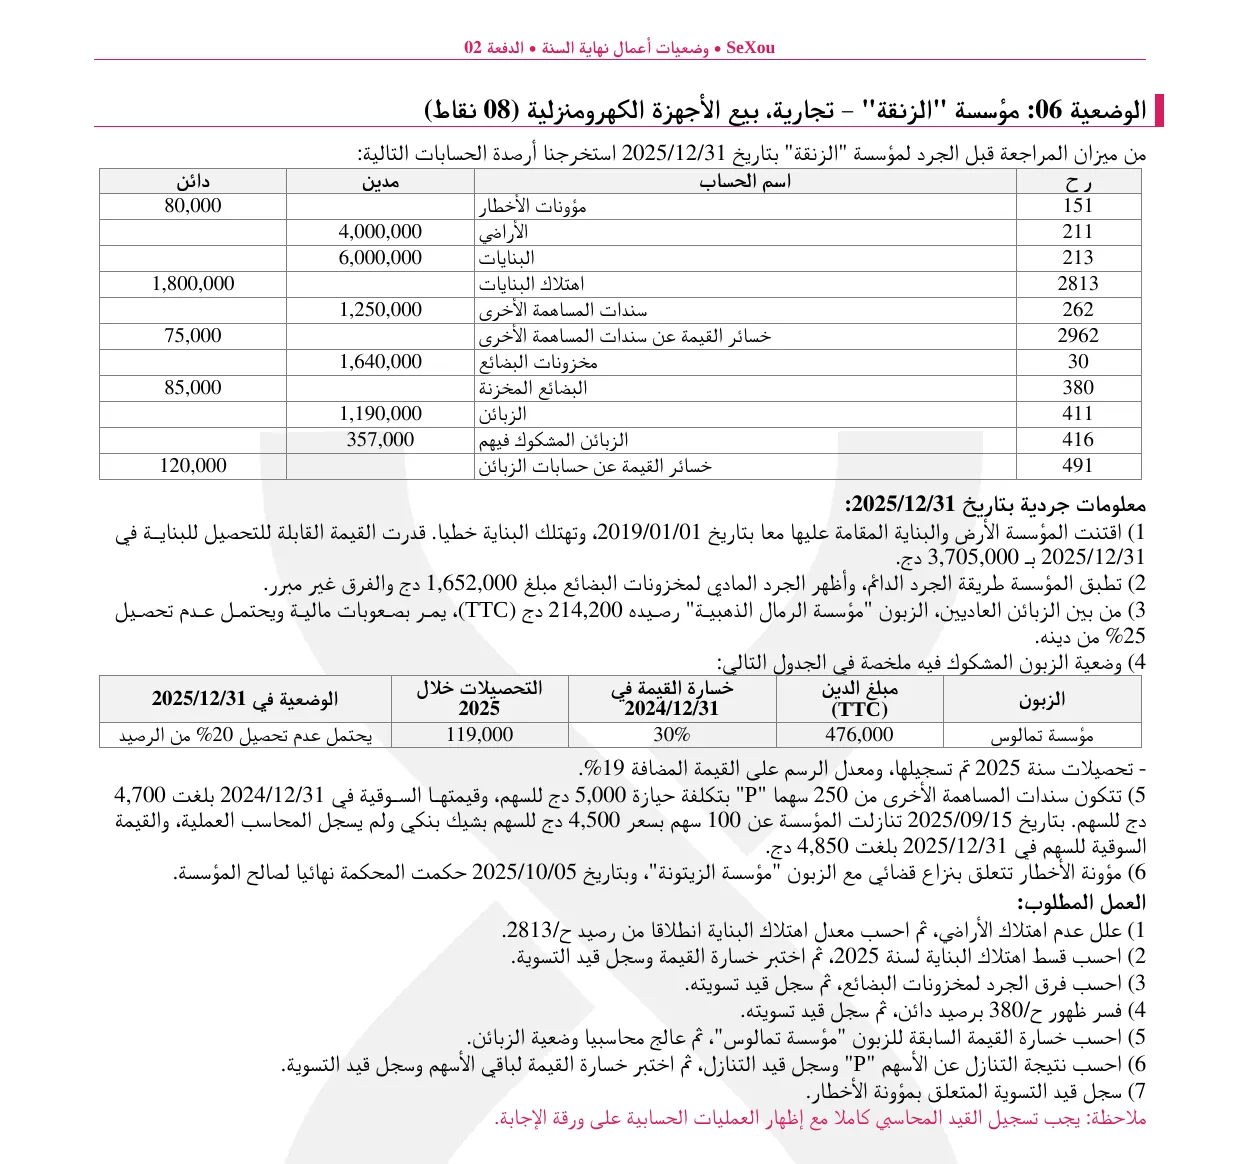 SeXou • وضعيات أعمال نهاية السنة • الدفعة 02
الوضعية 06: مؤسسة "الزنقة" – تجارية، بيع الأجهزة الكهرومنزلية (08 نقاط)
من ميزان المراجعة قبل الجرد لمؤسسة "الزنقة" بتاريخ 2025/12/31 استخرجنا أرصدة الحسابات التالية:
ر ح اسم الحساب مدين دائن
151 مؤونات الأخطار 80,000
211 الأراضي 4,000,000
213 البنايات 6,000,000
2813 اهتلاك البنايات 1,800,000
262 سندات المساهمة الأخرى 1,250,000
2962 خسائر القيمة عن سندات المساهمة الأخرى 75,000
30 مخزونات البضائع 1,640,000
380 البضائع المخزنة 85,000
411 الزبائن 1,190,000
416 الزبائن المشكوك فيهم 357,000
491 خسائر القيمة عن حسابات الزبائن 120,000
معلومات جردية بتاريخ 2025/12/31:
1) اقتنت المؤسسة الأرض والبناية المقامة عليها معا بتاريخ 2019/01/01، وتهتلك البناية خطيا. قدرت القيمة القابلة للتحصيل للبنايــة في
2025/12/31 بـ 3,705,000 دج.
2) تطبق المؤسسة طريقة الجرد الدائم، وأظهر الجرد المادي لمخزونات البضائع مبلغ 1,652,000 دج والفرق غير مبرر.
3) من بين الزبائن العاديين، الزبون "مؤسسة الرمال الذهبيـة" رصيده 214,200 دج (TTC)، يمـر بصعوبات ماليـة ويحتمـل عـدم تحصـيل
25% من دينه.
4) وضعية الزبون المشكوك فيه ملخصة في الجدول التالي:
الزبون مبلغ الدين (TTC) خسارة القيمة في 2024/12/31 التحصيلات خلال 2025 الوضعية في 2025/12/31
مؤسسة تمالوس 476,000 30% 119,000 يحتمل عدم تحصيل 20% من الرصيد
- تحصيلات سنة 2025 تم تسجيلها، ومعدل الرسم على القيمة المضافة 19%.
5) تتكون سندات المساهمة الأخرى من 250 سهما "P" بتكلفة حيازة 5,000 دج للسهم، وقيمتهـا السـوقية في 2024/12/31 بلغت 4,700
دج للسهم. بتاريخ 2025/09/15 تنازلت المؤسسة عن 100 سهم بسعر 4,500 دج للسهم بشيك بنكي ولم يسجل المحاسب العملية، والقيمة
السوقية للسهم في 2025/12/31 بلغت 4,850 دج.
6) مؤونة الأخطار تتعلق بنزاع قضائي مع الزبون "مؤسسة الزيتونة"، وبتاريخ 2025/10/05 حكمت المحكمة نهائيا لصالح المؤسسة.
العمل المطلوب:
1) علل عدم اهتلاك الأراضي، ثم احسب معدل اهتلاك البناية انطلاقا من رصيد ح/2813.
2) احسب قسط اهتلاك البناية لسنة 2025، ثم اختبر خسارة القيمة وسجل قيد التسوية.
3) احسب فرق الجرد لمخزونات البضائع، ثم سجل قيد تسويته.
4) فسر ظهور ح/380 برصيد دائن، ثم سجل قيد تسويته.
5) احسب خسارة القيمة السابقة للزبون "مؤسسة تمالوس"، ثم عالج محاسبيا وضعية الزبائن.
6) احسب نتيجة التنازل عن الأسهم "P" وسجل قيد التنازل، ثم اختبر خسارة القيمة لباقي الأسهم وسجل قيد التسوية.
7) سجل قيد التسوية المتعلق بمؤونة الأخطار.
ملاحظة: يجب تسجيل القيد المحاسبي كاملا مع إظهار العمليات الحسابية على ورقة الإجابة.